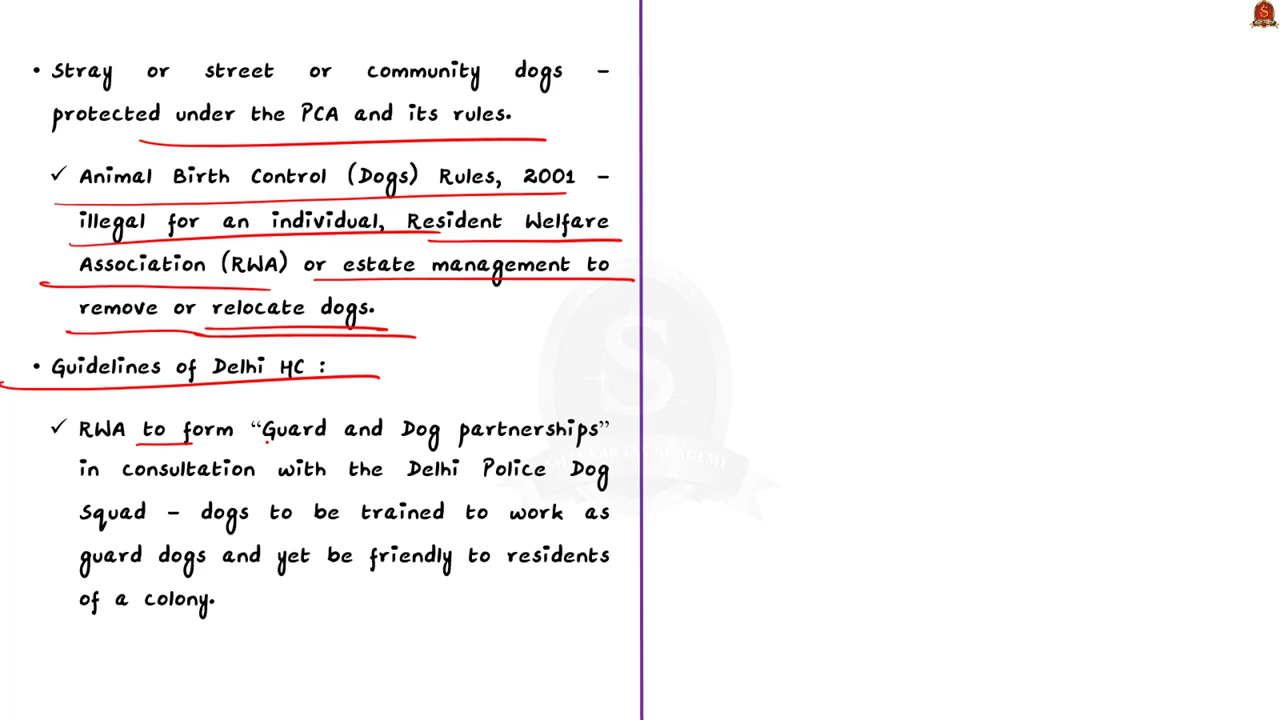 • Stray or street or community dogs –
protected under the PCA and its rules.
✓ Animal Birth Control (Dogs) Rules, 2001 –
illegal for an individual, Resident Welfare
Association (RWA) or estate management to
remove or relocate dogs.
• Guidelines of Delhi HC :
✓ RWA to form “Guard and Dog partnerships”
in consultation with the Delhi Police Dog
Squad – dogs to be trained to work as
guard dogs and yet be friendly to residents
of a colony.
S
SHANKAR IAS ACADEMY